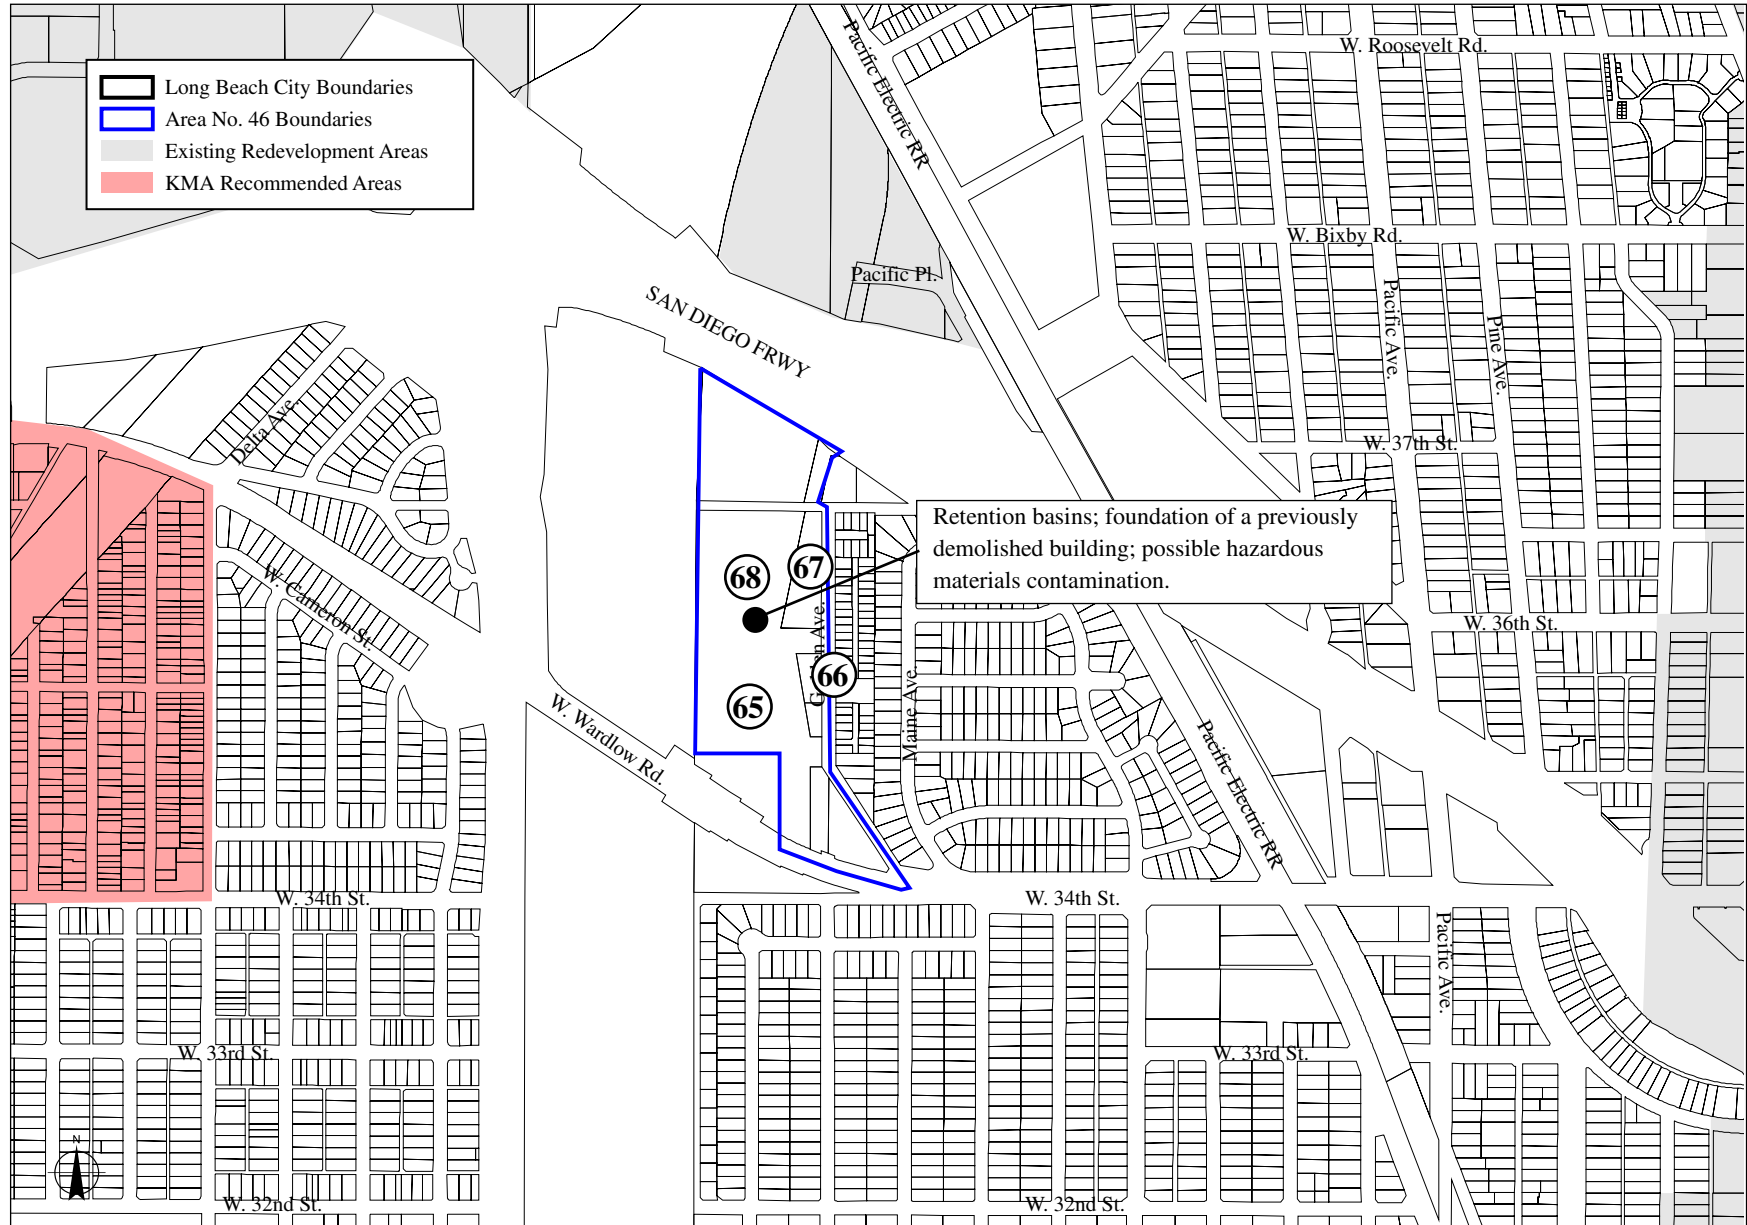 W. Roosevelt Rd.
Pacific Electric RR
Long Beach City Boundaries
Area No. 46 Boundaries
Existing Redevelopment Areas
KMA Recommended Areas
W. Bixby Rd.
Pacific Pl.
SAN DIEGO FRWY
Pacific Ave.
Pine Ave.
Delta Ave.
W. 37th St.
Retention basins; foundation of a previously
demolished building; possible hazardous
materials contamination.
68
67
W. Cameron St.
Ave.
W. 36th St.
66
65
Maine Ave.
W. Wardlow Rd.
Pacific Electric RR
W. 34th St.
W. 34th St.
Pacific Ave.
W. 33rd St.
W. 33rd St.
N
W. 32nd St.
W. 32nd St.